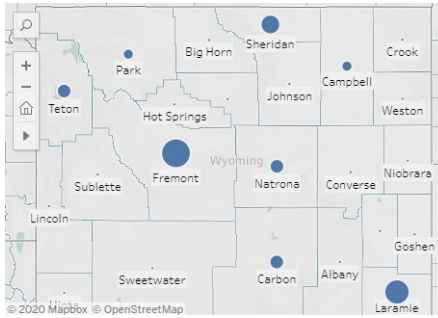 Sheridan
Big Horn
Crook
Park
Campbell
Johnson
Teton
Weston
Hot Springs
Wyoming
Fremont
Natrona
Niobrara
Sublette
Converse
Lincoln
Goshen
Albany
Sweetwater
Carbon
Laramie
© 2020 Mapbox © OpenStreetMap